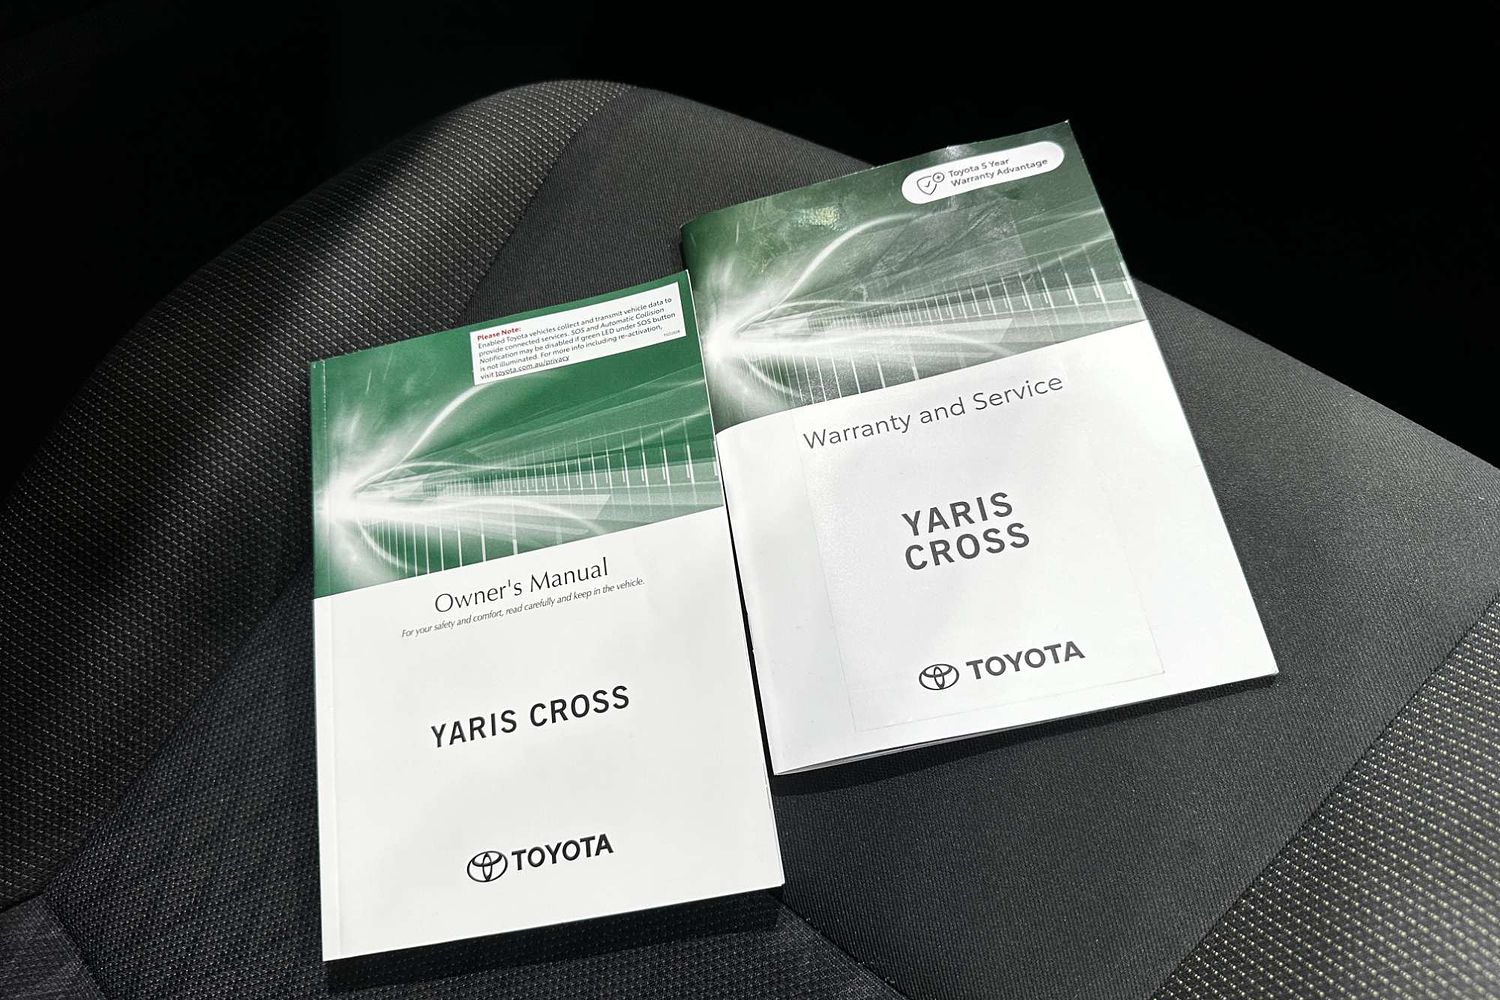 Please Note:
Enabled Toyota vehicles collect and transmit vehicle data to
provide connected services. SOS and Automatic Collision
Notification may be disabled if green LED under SOS button
is not illuminated. For more info including re-activation,
visit toyota.com.au/privacy
Owner's Manual
For your safety and comfort, read carefully and keep in the vehicle.
YARIS CROSS
TOYOTA
Toyota 5 Year
Warranty Advantage
Warranty and Service
YARIS
CROSS
TOYOTA